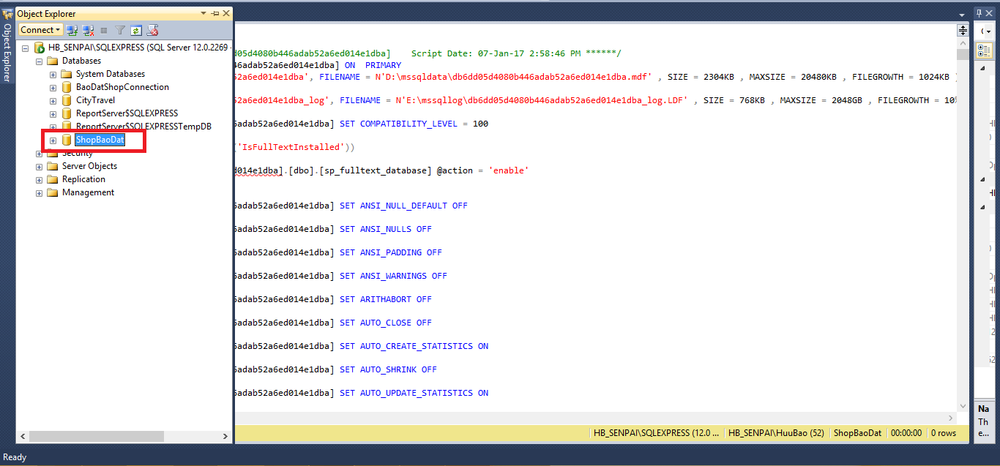 Object Explorer
Object Explorer
Connect
HB_SENPAI\SQLEXPRESS (SQL Server 12.0.2269 -
Databases
System Databases
BaoDatShopConnection
CityTravel
ReportServer$SQLEXPRESS
ReportServer$SQLEXPRESSTempDB
ShopBaoDat
Security
Server Objects
Replication
Management
05d4080b446adab52a6ed014e1dba]    Script Date: 07-Jan-17 2:58:46 PM ******/
46adab52a6ed014e1dba] ON  PRIMARY
52a6ed014e1dba', FILENAME = N'D:\mssqldata\db6dd05d4080b446adab52a6ed014e1dba.mdf' , SIZE = 2304KB , MAXSIZE = 20480KB , FILEGROWTH = 1024KB )
52a6ed014e1dba_log', FILENAME = N'E:\mssqllog\db6dd05d4080b446adab52a6ed014e1dba_log.LDF' , SIZE = 768KB , MAXSIZE = 2048GB , FILEGROWTH = 10%
6adab52a6ed014e1dba] SET COMPATIBILITY_LEVEL = 100
('IsFullTextInstalled'))
d014e1dba].[dbo].[sp_fulltext_database] @action = 'enable'
6adab52a6ed014e1dba] SET ANSI_NULL_DEFAULT OFF
6adab52a6ed014e1dba] SET ANSI_NULLS OFF
6adab52a6ed014e1dba] SET ANSI_PADDING OFF
6adab52a6ed014e1dba] SET ANSI_WARNINGS OFF
6adab52a6ed014e1dba] SET ARITHABORT OFF
6adab52a6ed014e1dba] SET AUTO_CLOSE OFF
6adab52a6ed014e1dba] SET AUTO_CREATE_STATISTICS ON
6adab52a6ed014e1dba] SET AUTO_SHRINK OFF
6adab52a6ed014e1dba] SET AUTO_UPDATE_STATISTICS ON
HB_SENPAI\SQLEXPRESS (12.0 ...
HB_SENPAI\HuuBao (52)
ShopBaoDat
00:00:00
0 rows
Na
Th
e...
Ready